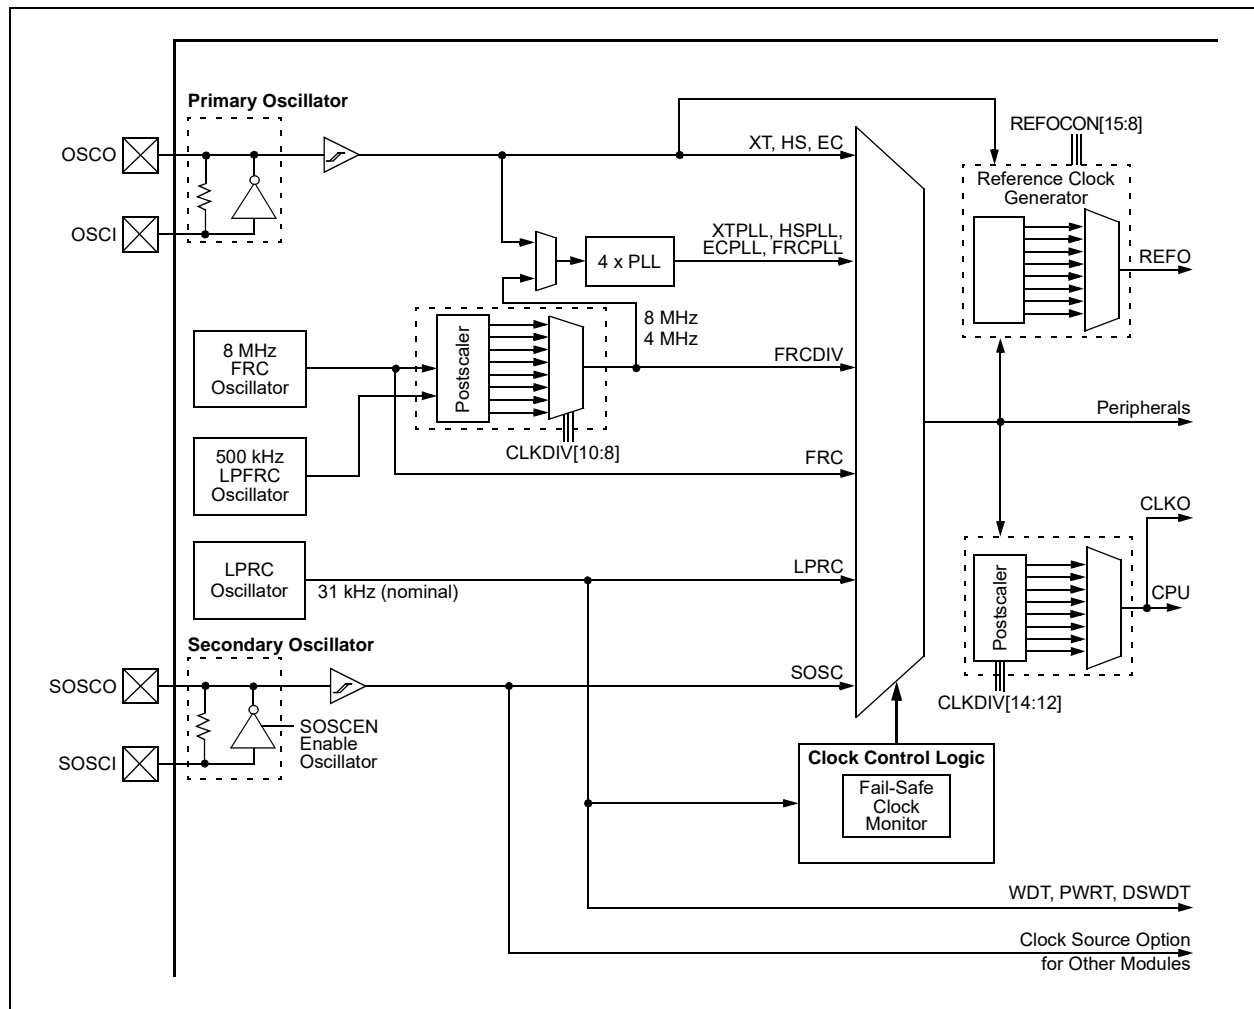 Primary Oscillator
OSCO
OSCI
XT, HS, EC
REFOCON[15:8]
Reference Clock
Generator
REFO
XTPLL, HSPLL,
ECPLL, FRCPLL
4 x PLL
8 MHz
4 MHz
8 MHz
FRC
Oscillator
Postscaler
FRCDIV
Peripherals
CLKDIV[10:8]
500 kHz
LPFRC
Oscillator
FRC
CLKO
LPRC
Oscillator
31 kHz (nominal)
LPRC
Postscaler
CPU
CLKDIV[14:12]
Secondary Oscillator
SOSCO
SOSCI
SOSC
SOSCEN
Enable
Oscillator
Clock Control Logic
Fail-Safe
Clock
Monitor
WDT, PWRT, DSWDT
Clock Source Option
for Other Modules